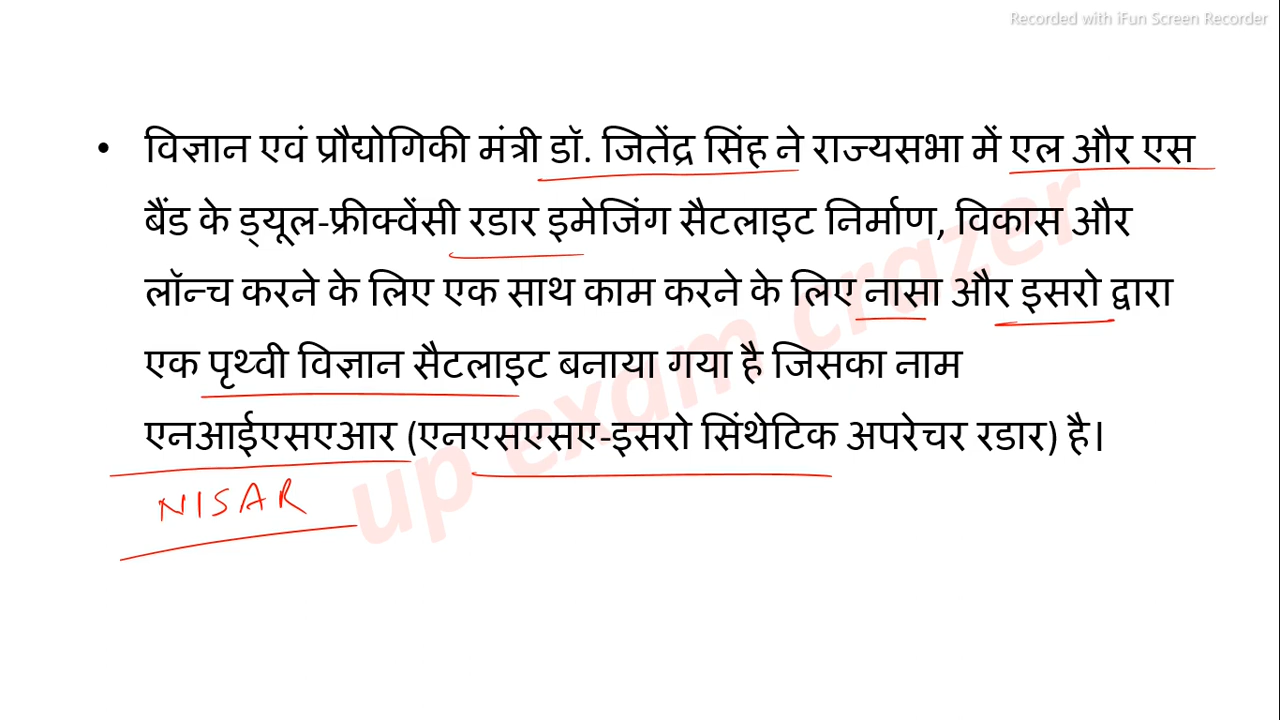 Recorded with iFun Screen Recorder
• विज्ञान एवं प्रौद्योगिकी मंत्री डॉ. जितेंद्र सिंह ने राज्यसभा में एल और एस
बैंड के ड्यूल-फ्रीक्वेंसी रडार इमेजिंग सैटलाइट निर्माण, विकास और
लॉन्च करने के लिए एक साथ काम करने के लिए नासा और इसरो द्वारा
एक पृथ्वी विज्ञान सैटलाइट बनाया गया है जिसका नाम
एनआईएसएआर (एनएसएसए-इसरो सिंथेटिक अपरेचर रडार) है।
NISAR
up exam crazer